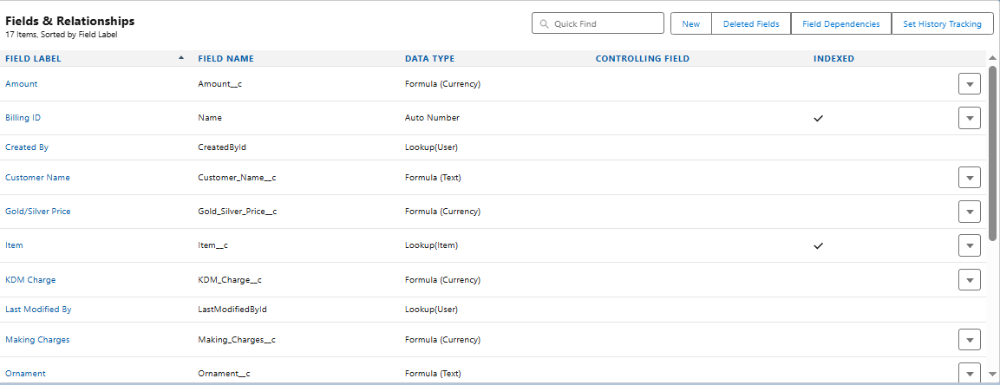 Fields & Relationships
17 Items, Sorted by Field Label
Quick Find
New
Deleted Fields
Field Dependencies
Set History Tracking
FIELD LABEL FIELD NAME DATA TYPE CONTROLLING FIELD INDEXED
Amount Amount__c Formula (Currency)
Billing ID Name Auto Number
Created By CreatedById Lookup(User)
Customer Name Customer_Name__c Formula (Text)
Gold/Silver Price Gold_Silver_Price__c Formula (Currency)
Item Item__c Lookup(Item)
KDM Charge KDM_Charge__c Formula (Currency)
Last Modified By LastModifiedById Lookup(User)
Making Charges Making_Charges__c Formula (Currency)
Ornament Ornament__c Formula (Text)